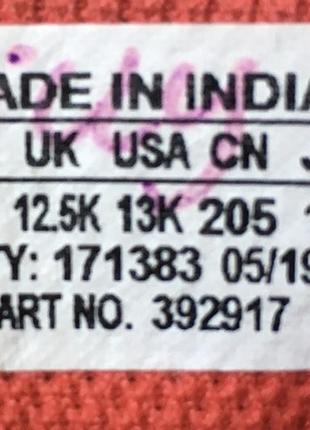 ADE IN INDIA
UK USA CN
12.5K 13K 205
Y: 171383 05/19
ART NO. 392917